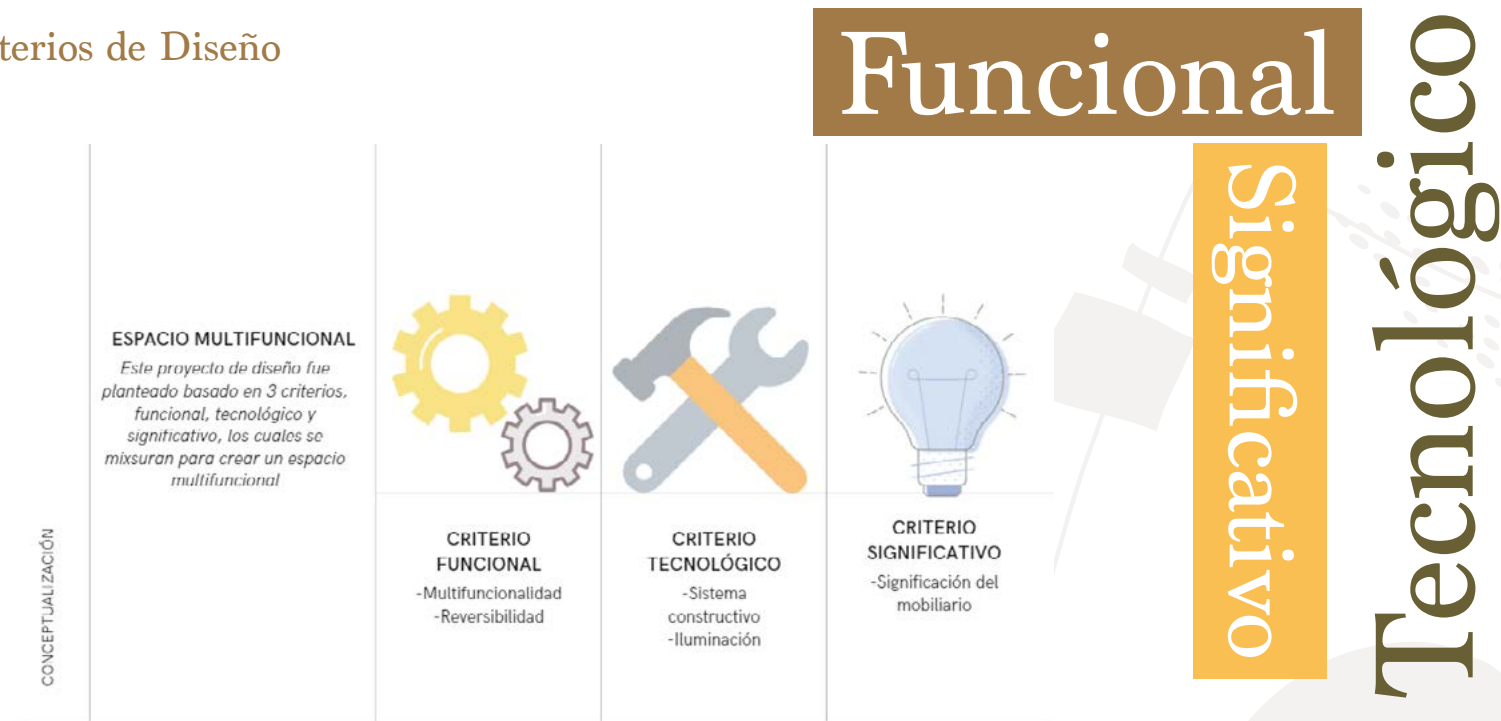 terios de Diseño
Funcional
Significativo
Tecnológico
CONCEPTUALIZACIÓN
ESPACIO MULTIFUNCIONAL
Este proyecto de diseño fue
planteado basado en 3 criterios,
funcional, tecnológico y
significativo, los cuales se
mixsuran para crear un espacio
multifuncional
CRITERIO
FUNCIONAL
-Multifuncionalidad
-Reversibilidad
CRITERIO
TECNOLÓGICO
-Sistema
constructivo
-Iluminación
CRITERIO
SIGNIFICATIVO
-Significación del
mobiliario